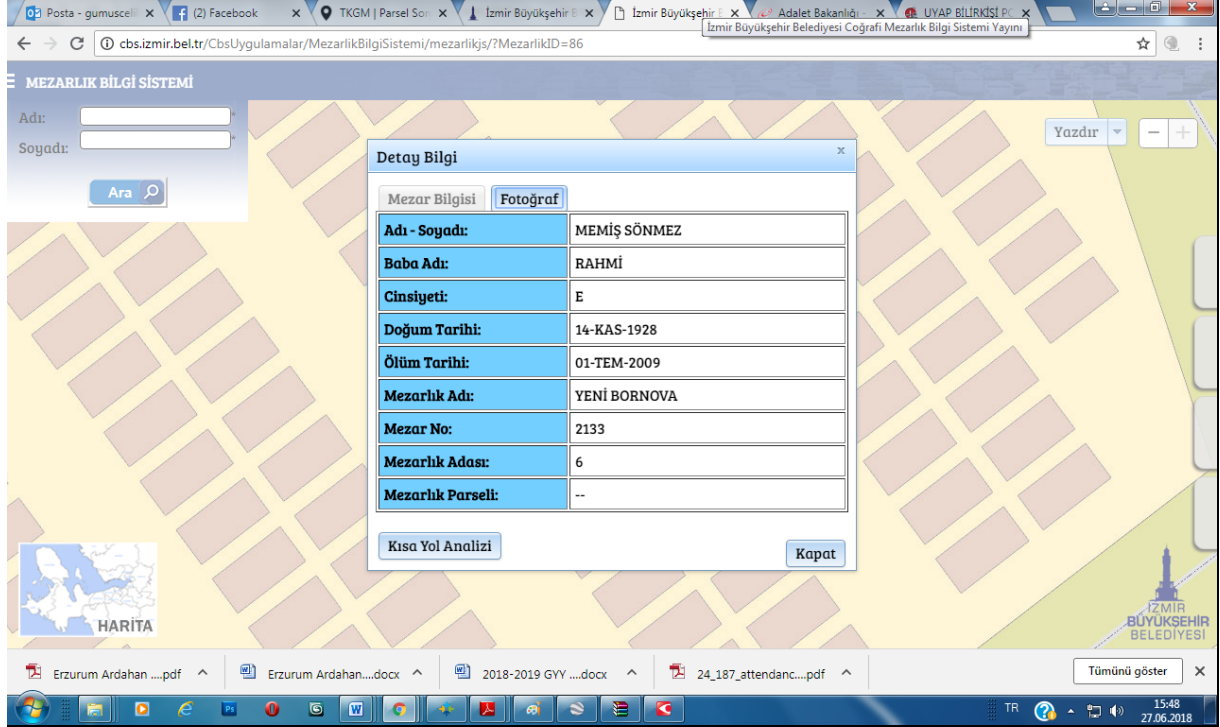 Posta - gumusceli
(2) Facebook
TKGM | Parsel Sor
İzmir Büyükşehir B
İzmir Büyükşehir B
Adalet Bakanlığı -
UYAP BİLİRKİŞİ PO
İzmir Büyükşehir Belediyesi Coğrafi Mezarlık Bilgi Sistemi Yayını
cbs.izmir.bel.tr/CbsUygulamalar/MezarlikBilgiSistemi/mezarlikjs/?MezarlikID=86
MEZARLIK BİLGİ SİSTEMİ
Adı: *
Soyadı: *
Ara
Yazdır
Detay Bilgi x
Mezar Bilgisi Fotoğraf
Adı - Soyadı: MEMİŞ SÖNMEZ
Baba Adı: RAHMİ
Cinsiyeti: E
Doğum Tarihi: 14-KAS-1928
Ölüm Tarihi: 01-TEM-2009
Mezarlık Adı: YENİ BORNOVA
Mezar No: 2133
Mezarlık Adası: 6
Mezarlık Parseli: --
Kısa Yol Analizi Kapat
HARİTA
İZMİR
BÜYÜKŞEHİR
BELEDİYESİ
Erzurum Ardahan ....pdf
Erzurum Ardahan....docx
2018-2019 GYY ....docx
24_187_attendanc....pdf
Tümünü göster
TR
15:48
27.06.2018